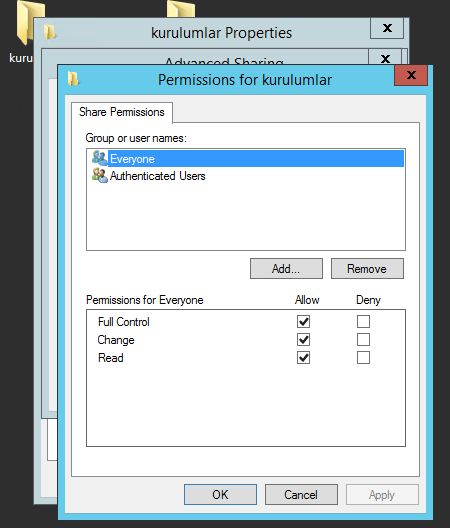 kuru
kurulumlar Properties
x
Advanced Sharing
x
Permissions for kurulumlar
x
Share Permissions
Group or user names:
Everyone
Authenticated Users
Add...
Remove
Permissions for Everyone Allow Deny
Full Control
Change
Read
OK
Cancel
Apply